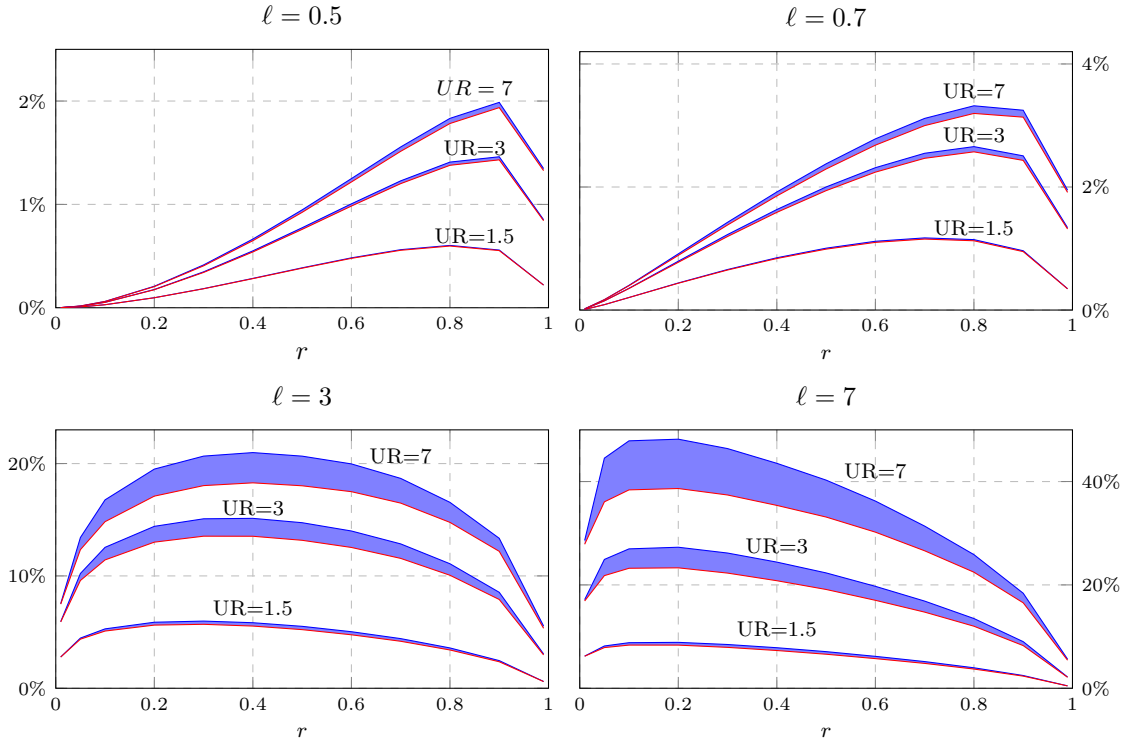 ℓ = 0.5
2%
1%
0%
UR = 7
UR=3
UR=1.5
0 0.2 0.4 0.6 0.8 1
r
ℓ = 0.7
4%
2%
0%
UR=7
UR=3
UR=1.5
0 0.2 0.4 0.6 0.8 1
r
ℓ = 3
20%
10%
0%
UR=7
UR=3
UR=1.5
0 0.2 0.4 0.6 0.8 1
r
ℓ = 7
40%
20%
0%
UR=7
UR=3
UR=1.5
0 0.2 0.4 0.6 0.8 1
r